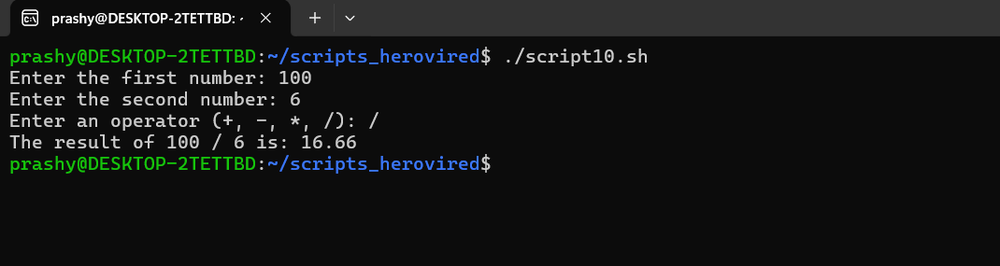 prashy@DESKTOP-2TETTBD: ~
prashy@DESKTOP-2TETTBD:~/scripts_herovired$ ./script10.sh
Enter the first number: 100
Enter the second number: 6
Enter an operator (+, -, *, /): /
The result of 100 / 6 is: 16.66
prashy@DESKTOP-2TETTBD:~/scripts_herovired$